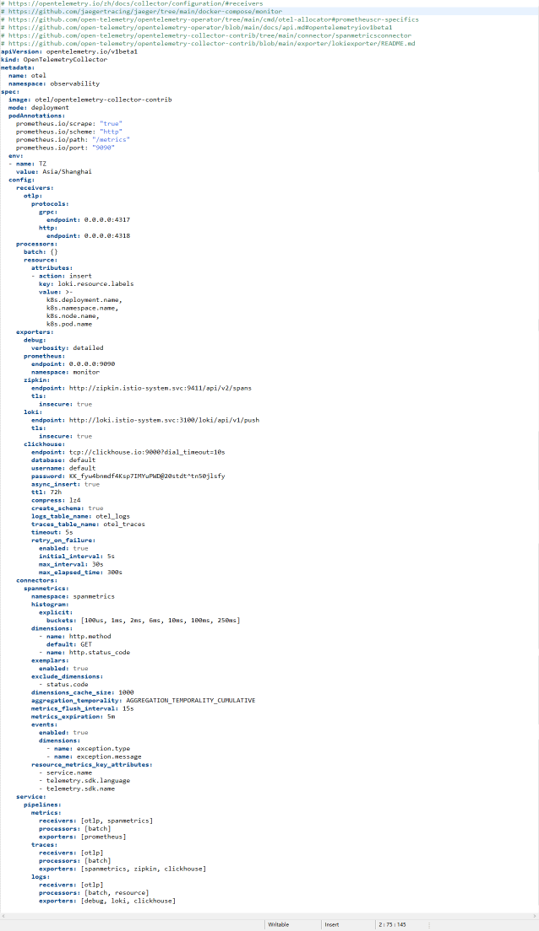 # https://opentelemetry.io/zh/docs/collector/configuration/#receivers
# https://github.com/jaegertracing/jaeger/tree/main/docker-compose/monitor
# https://github.com/open-telemetry/opentelemetry-operator/tree/main/cmd/otel-allocator#prometheuscr-specifics
# https://github.com/open-telemetry/opentelemetry-operator/blob/main/docs/api.md#opentelemetryiov1beta1
# https://github.com/open-telemetry/opentelemetry-collector-contrib/tree/main/connector/spanmetricsconnector
# https://github.com/open-telemetry/opentelemetry-collector-contrib/blob/main/exporter/lokiexporter/README.md
apiVersion: opentelemetry.io/v1beta1
kind: OpenTelemetryCollector
metadata:
  name: otel
  namespace: observability
spec:
  image: otel/opentelemetry-collector-contrib
  mode: deployment
  podAnnotations:
    prometheus.io/scrape: "true"
    prometheus.io/scheme: "http"
    prometheus.io/path: "/metrics"
    prometheus.io/port: "9090"
  env:
  - name: TZ
    value: Asia/Shanghai
  config:
    receivers:
      otlp:
        protocols:
          grpc:
            endpoint: 0.0.0.0:4317
          http:
            endpoint: 0.0.0.0:4318
    processors:
      batch: {}
      resource:
        attributes:
        - action: insert
          key: loki.resource.labels
          value: >-
            k8s.deployment.name,
            k8s.namespace.name,
            k8s.node.name,
            k8s.pod.name
    exporters:
      debug:
        verbosity: detailed
      prometheus:
        endpoint: 0.0.0.0:9090
        namespace: monitor
      zipkin:
        endpoint: http://zipkin.istio-system.svc:9411/api/v2/spans
        tls:
          insecure: true
      loki:
        endpoint: http://loki.istio-system.svc:3100/loki/api/v1/push
        tls:
          insecure: true
      clickhouse:
        endpoint: tcp://clickhouse.io:9000?dial_timeout=10s
        database: default
        username: default
        password:
        async_insert: true
        ttl: 72h
        compress: lz4
        create_schema: true
        logs_table_name: otel_logs
        traces_table_name: otel_traces
        timeout: 5s
        retry_on_failure:
          enabled: true
          initial_interval: 5s
          max_interval: 30s
          max_elapsed_time: 300s
    connectors:
      spanmetrics:
        namespace: spanmetrics
        histogram:
          explicit:
            buckets: [100us, 1ms, 2ms, 6ms, 10ms, 100ms, 250ms]
        dimensions:
          - name: http.method
            default: GET
          - name: http.status_code
        exemplars:
          enabled: true
        exclude_dimensions:
          - status.code
        dimensions_cache_size: 1000
        aggregation_temporality: AGGREGATION_TEMPORALITY_CUMULATIVE
        metrics_flush_interval: 15s
        metrics_expiration: 5m
        events:
          enabled: true
          dimensions:
            - name: exception.type
            - name: exception.message
        resource_metrics_key_attributes:
          - service.name
          - telemetry.sdk.language
          - telemetry.sdk.name
    service:
      pipelines:
        metrics:
          receivers: [otlp, spanmetrics]
          processors: [batch]
          exporters: [prometheus]
        traces:
          receivers: [otlp]
          processors: [batch]
          exporters: [spanmetrics, zipkin, clickhouse]
        logs:
          receivers: [otlp]
          processors: [batch, resource]
          exporters: [debug, loki, clickhouse]
Writable Insert 2:75:145